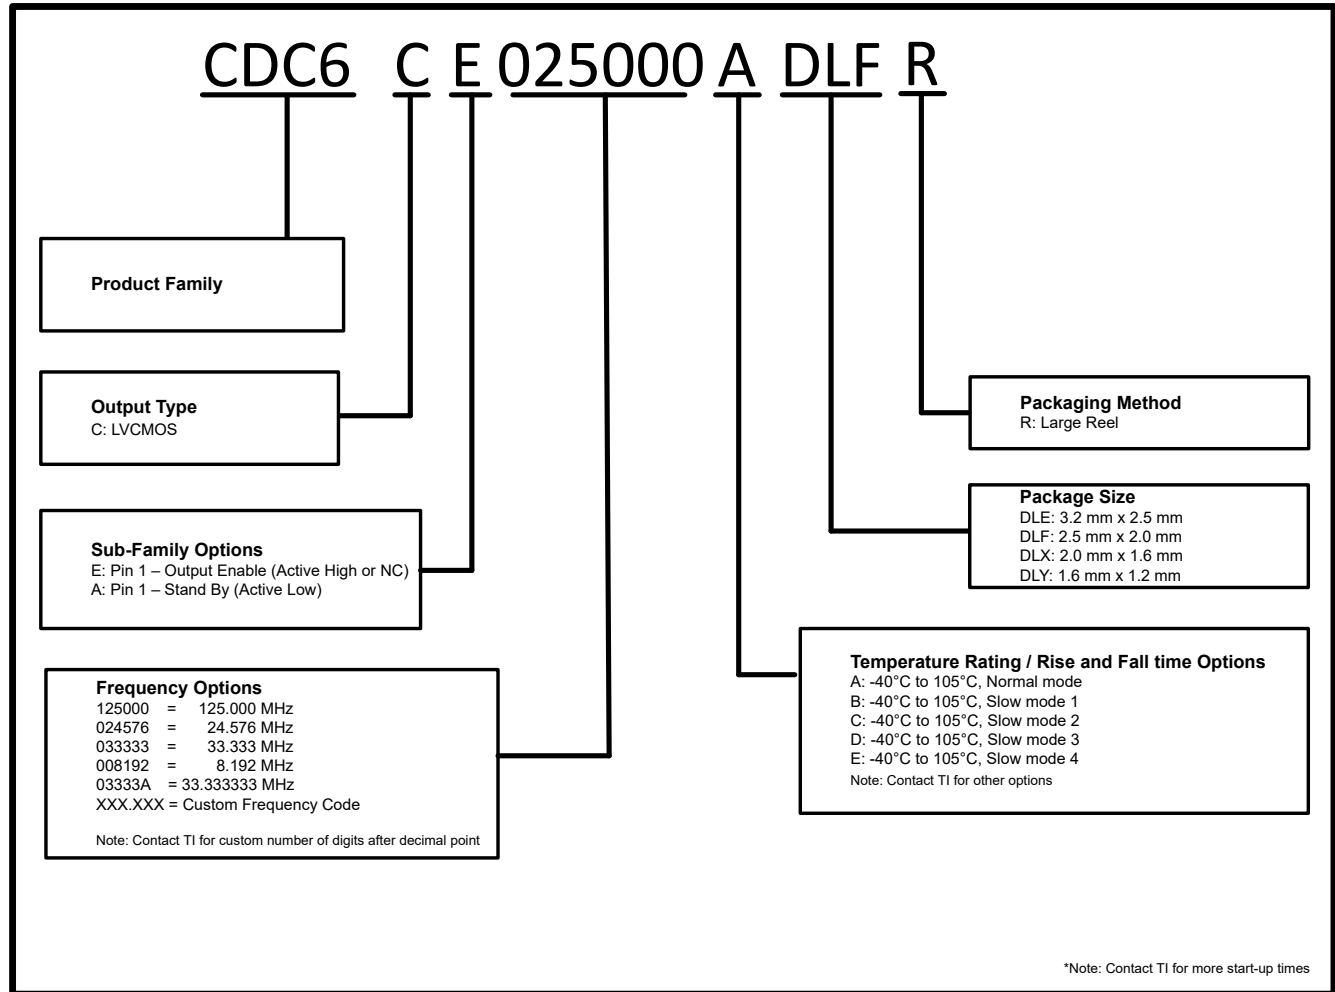 CDC6 C E 025000 A DLF R
Product Family
Output Type
C: LVCMOS
Sub-Family Options
E: Pin 1 – Output Enable (Active High or NC)
A: Pin 1 – Stand By (Active Low)
Frequency Options
125000 = 125.000 MHz
024576 = 24.576 MHz
033333 = 33.333 MHz
008192 = 8.192 MHz
03333A = 33.333333 MHz
XXX.XXX = Custom Frequency Code
Note: Contact TI for custom number of digits after decimal point
Packaging Method
R: Large Reel
Package Size
DLE: 3.2 mm x 2.5 mm
DLF: 2.5 mm x 2.0 mm
DLX: 2.0 mm x 1.6 mm
DLY: 1.6 mm x 1.2 mm
Temperature Rating / Rise and Fall time Options
A: -40°C to 105°C, Normal mode
B: -40°C to 105°C, Slow mode 1
C: -40°C to 105°C, Slow mode 2
D: -40°C to 105°C, Slow mode 3
E: -40°C to 105°C, Slow mode 4
Note: Contact TI for other options
*Note: Contact TI for more start-up times